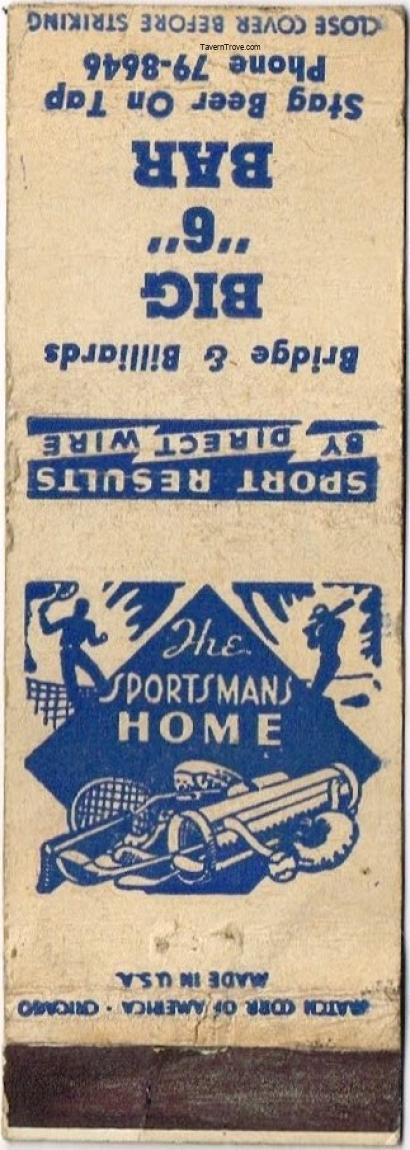 TavernTrove.com
The
SPORTSMANS
HOME
SPORT RESULTS
BY DIRECT WIRE
Bridge & Billiards
BIG
"6"
BAR
Stag Beer On Tap
Phone 79-8646
CLOSE COVER BEFORE STRIKING
MATCH CORP OF AMERICA · CHICAGO
MADE IN U.S.A.